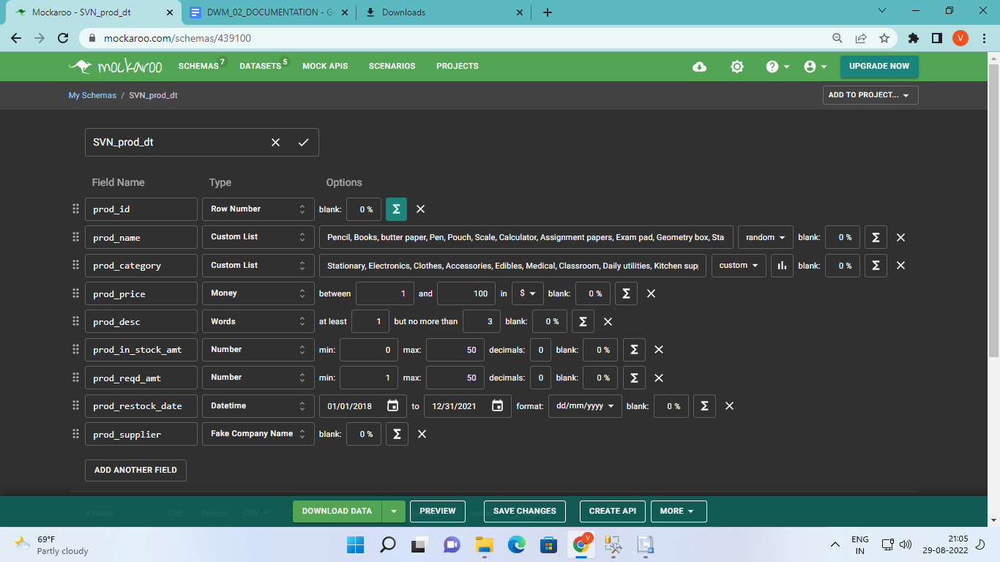 Mockaroo - SVN_prod_dt
DWM_02_DOCUMENTATION - Go
Downloads
mockaroo.com/schemas/439100
V
mockaroo SCHEMAS 7 DATASETS 5 MOCK APIS SCENARIOS PROJECTS UPGRADE NOW
My Schemas / SVN_prod_dt ADD TO PROJECT...
SVN_prod_dt
Field Name Type Options
prod_id Row Number blank: 0 % Σ
prod_name Custom List Pencil, Books, butter paper, Pen, Pouch, Scale, Calculator, Assignment papers, Exam pad, Geometry box, Sta random blank: 0 % Σ
prod_category Custom List Stationary, Electronics, Clothes, Accessories, Edibles, Medical, Classroom, Daily utilities, Kitchen sup custom blank: 0 % Σ
prod_price Money between 1 and 100 in $ blank: 0 % Σ
prod_desc Words at least 1 but no more than 3 blank: 0 % Σ
prod_in_stock_amt Number min: 0 max: 50 decimals: 0 blank: 0 % Σ
prod_reqd_amt Number min: 1 max: 50 decimals: 0 blank: 0 % Σ
prod_restock_date Datetime 01/01/2018 to 12/31/2021 format: dd/mm/yyyy blank: 0 % Σ
prod_supplier Fake Company Name blank: 0 % Σ
ADD ANOTHER FIELD
# Rows: 105 Format: CSV
DOWNLOAD DATA PREVIEW SAVE CHANGES CREATE API MORE
69°F
Partly cloudy
V
ENG
IN
21:05
29-08-2022